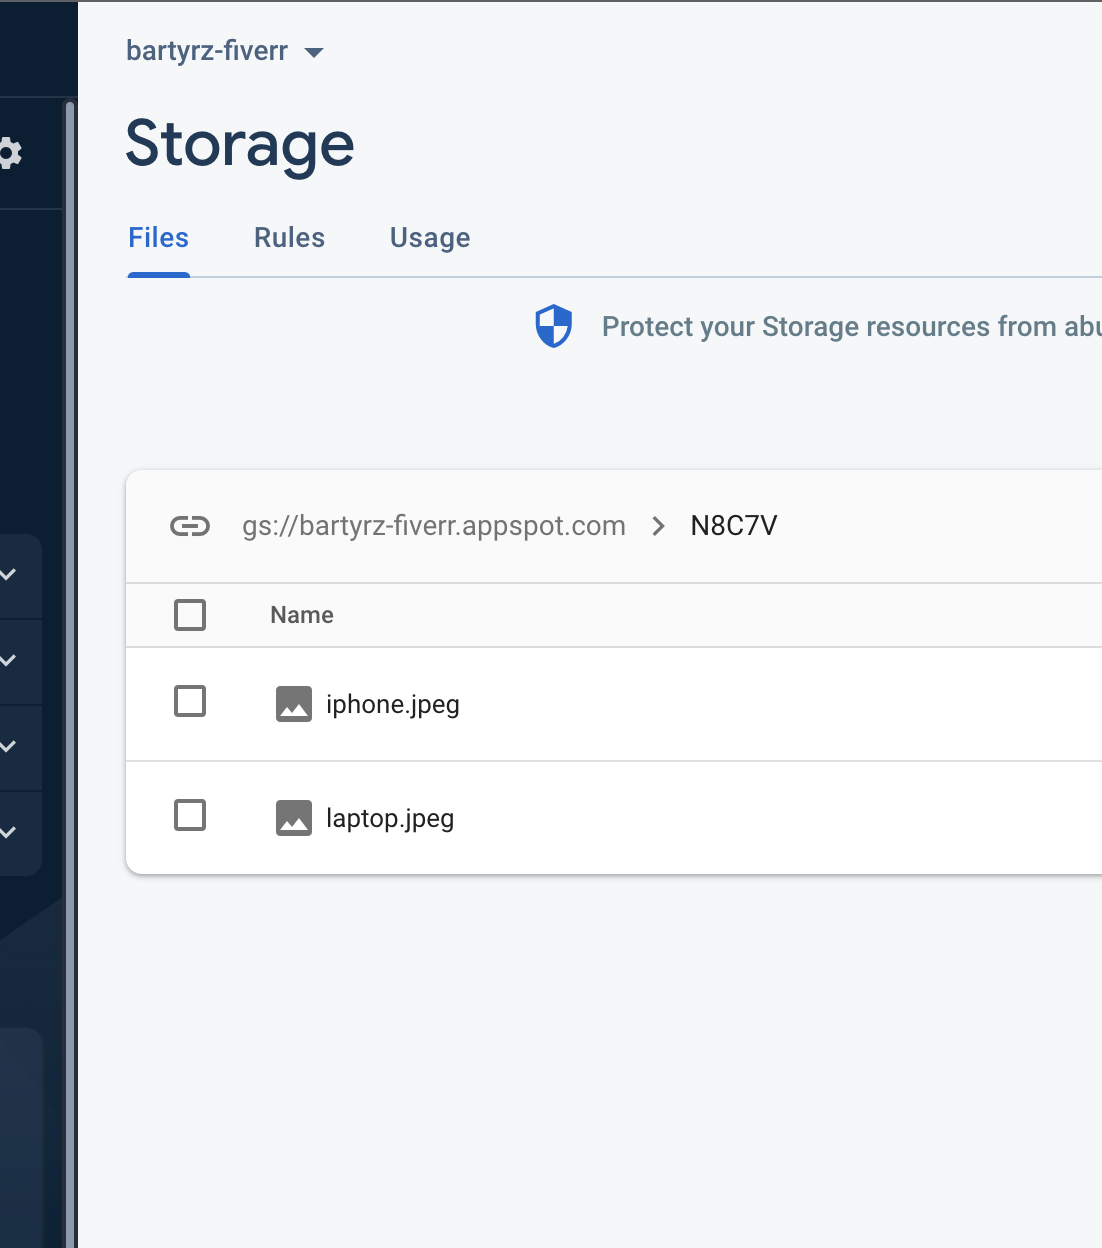 bartyrz-fiverr
Storage
Files Rules Usage
Protect your Storage resources from abu
gs://bartyrz-fiverr.appspot.com N8C7V
Name
iphone.jpeg
laptop.jpeg